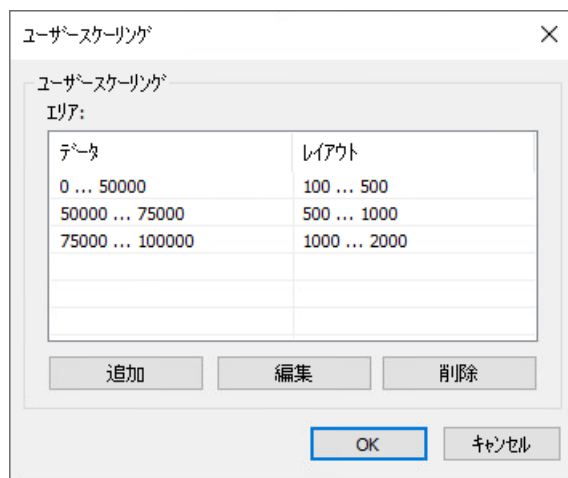 ユーザースケーリング
ユーザースケーリング
エリア:
データ レイアウト
0 ... 50000 100 ... 500
50000 ... 75000 500 ... 1000
75000 ... 100000 1000 ... 2000
追加 編集 削除
OK キャンセル